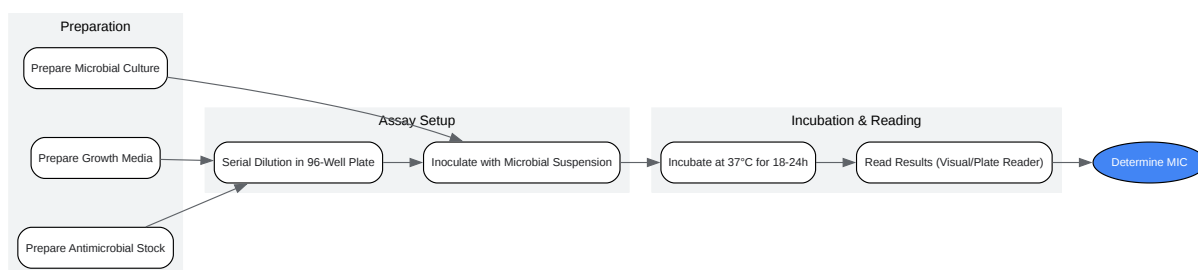 Preparation
Prepare Microbial Culture
Prepare Growth Media
Prepare Antimicrobial Stock
Assay Setup
Serial Dilution in 96-Well Plate
Inoculate with Microbial Suspension
Incubation & Reading
Incubate at 37°C for 18-24h
Read Results (Visual/Plate Reader)
Determine MIC